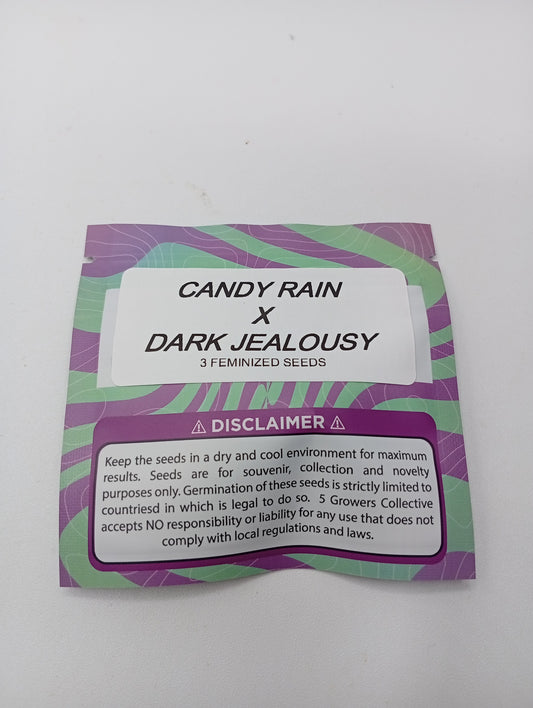 CANDY RAIN
X
DARK JEALOUSY
3 FEMINIZED SEEDS
⚠ DISCLAIMER ⚠
Keep the seeds in a dry and cool environment for maximum
results. Seeds are for souvenir, collection and novelty
purposes only. Germination of these seeds is strictly limited to
countriesd in which is legal to do so. 5 Growers Collective
accepts NO responsibility or liability for any use that does not
comply with local regulations and laws.